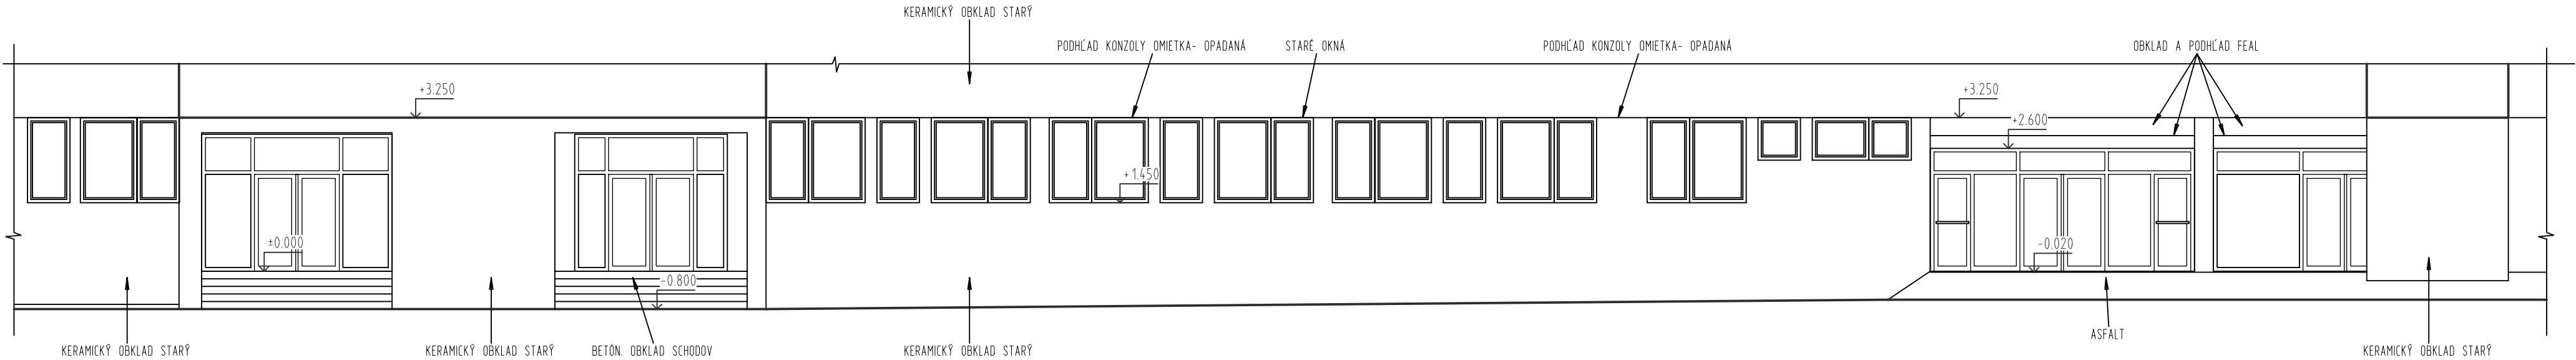 KERAMICKÝ OBKLAD STARÝ
PODHĽAD KONZOLY OMIETKA- OPADANÁ
STARÉ OKNÁ
PODHĽAD KONZOLY OMIETKA- OPADANÁ
OBKLAD A PODHĽAD FEAL
+3.250
+3.250
+2.600
+1.450
±0.000
-0.020
-0.800
ASFALT
KERAMICKÝ OBKLAD STARÝ
KERAMICKÝ OBKLAD STARÝ
BETÓN. OBKLAD SCHODOV
KERAMICKÝ OBKLAD STARÝ
KERAMICKÝ OBKLAD STARÝ